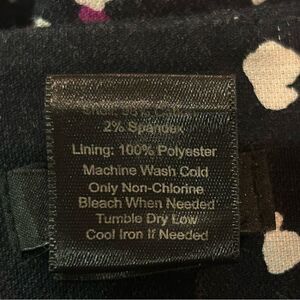 2% Spandex
Lining: 100% Polyester
Machine Wash Cold
Only Non-Chlorine
Bleach When Needed
Tumble Dry Low
Cool Iron If Needed